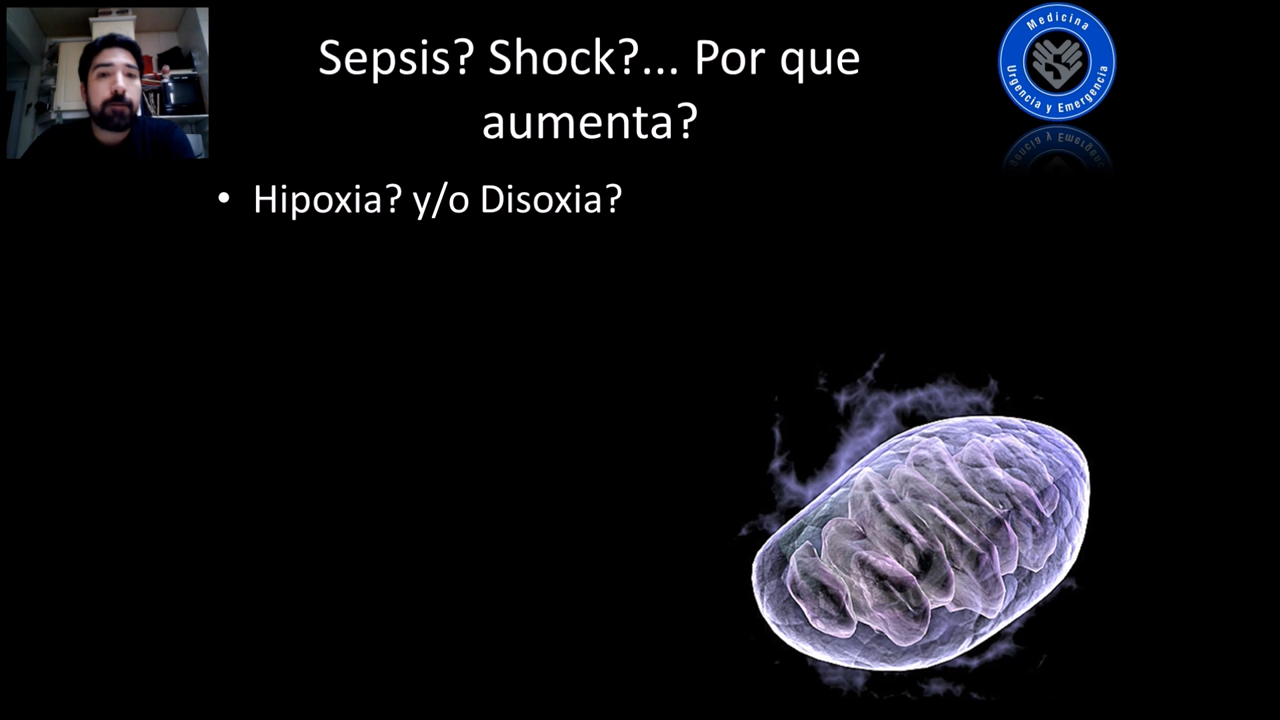 Sepsis? Shock?... Por que
aumenta?
• Hipoxia? y/o Disoxia?
Medicina
Urgencia y Emergencia